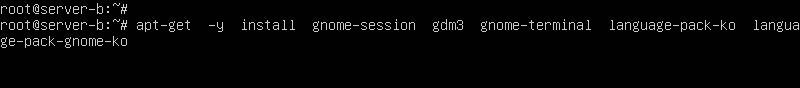 root@server-b:~#
root@server-b:~# apt-get  -y  install  gnome-session  gdm3  gnome-terminal  language-pack-ko  langua
ge-pack-gnome-ko